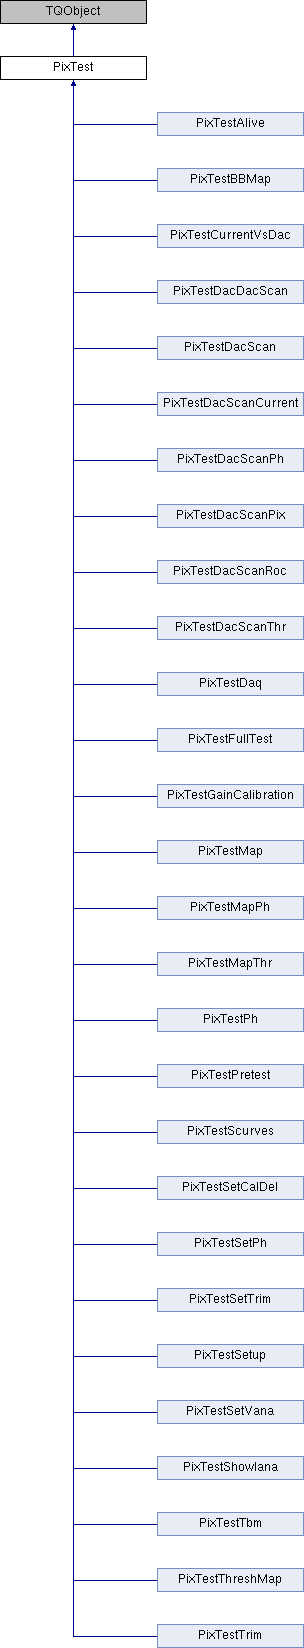 TQObject
PixTest
PixTestAlive
PixTestBBMap
PixTestCurrentVsDac
PixTestDacDacScan
PixTestDacScan
PixTestDacScanCurrent
PixTestDacScanPh
PixTestDacScanPix
PixTestDacScanRoc
PixTestDacScanThr
PixTestDaq
PixTestFullTest
PixTestGainCalibration
PixTestMap
PixTestMapPh
PixTestMapThr
PixTestPh
PixTestPretest
PixTestScurves
PixTestSetCalDel
PixTestSetPh
PixTestSetTrim
PixTestSetup
PixTestSetVana
PixTestShowIana
PixTestTbm
PixTestThreshMap
PixTestTrim